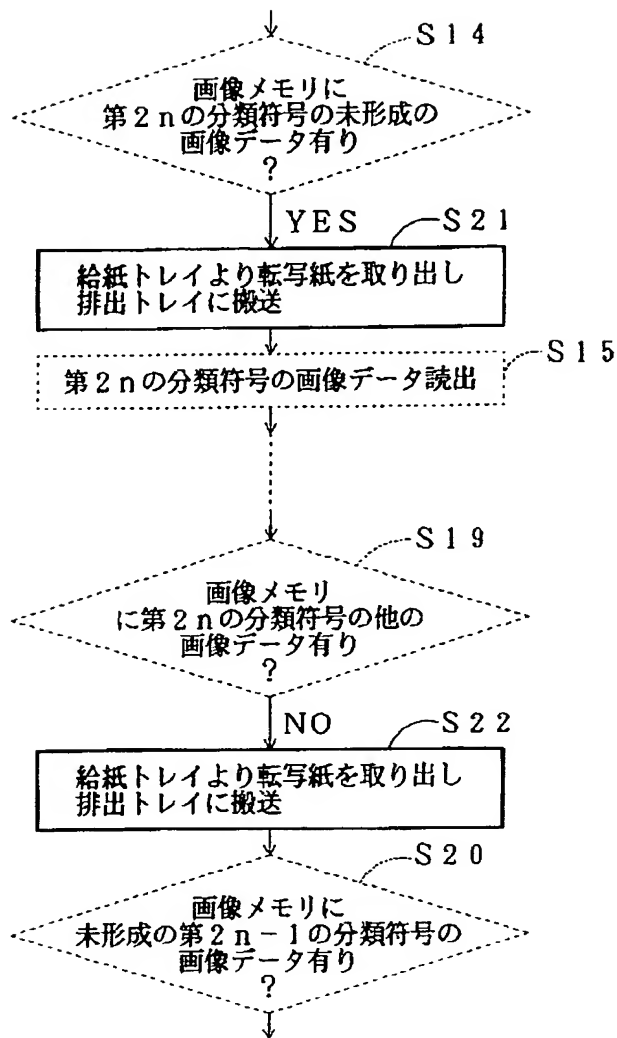 S14
画像メモリに
第2nの分類符号の未形成の
画像データ有り
?
YES
S21
給紙トレイより転写紙を取り出し
排出トレイに搬送
S15
第2nの分類符号の画像データ読出
S19
画像メモリ
に第2nの分類符号の他の
画像データ有り
?
NO
S22
給紙トレイより転写紙を取り出し
排出トレイに搬送
S20
画像メモリに
未形成の第2n-1の分類符号の
画像データ有り
?